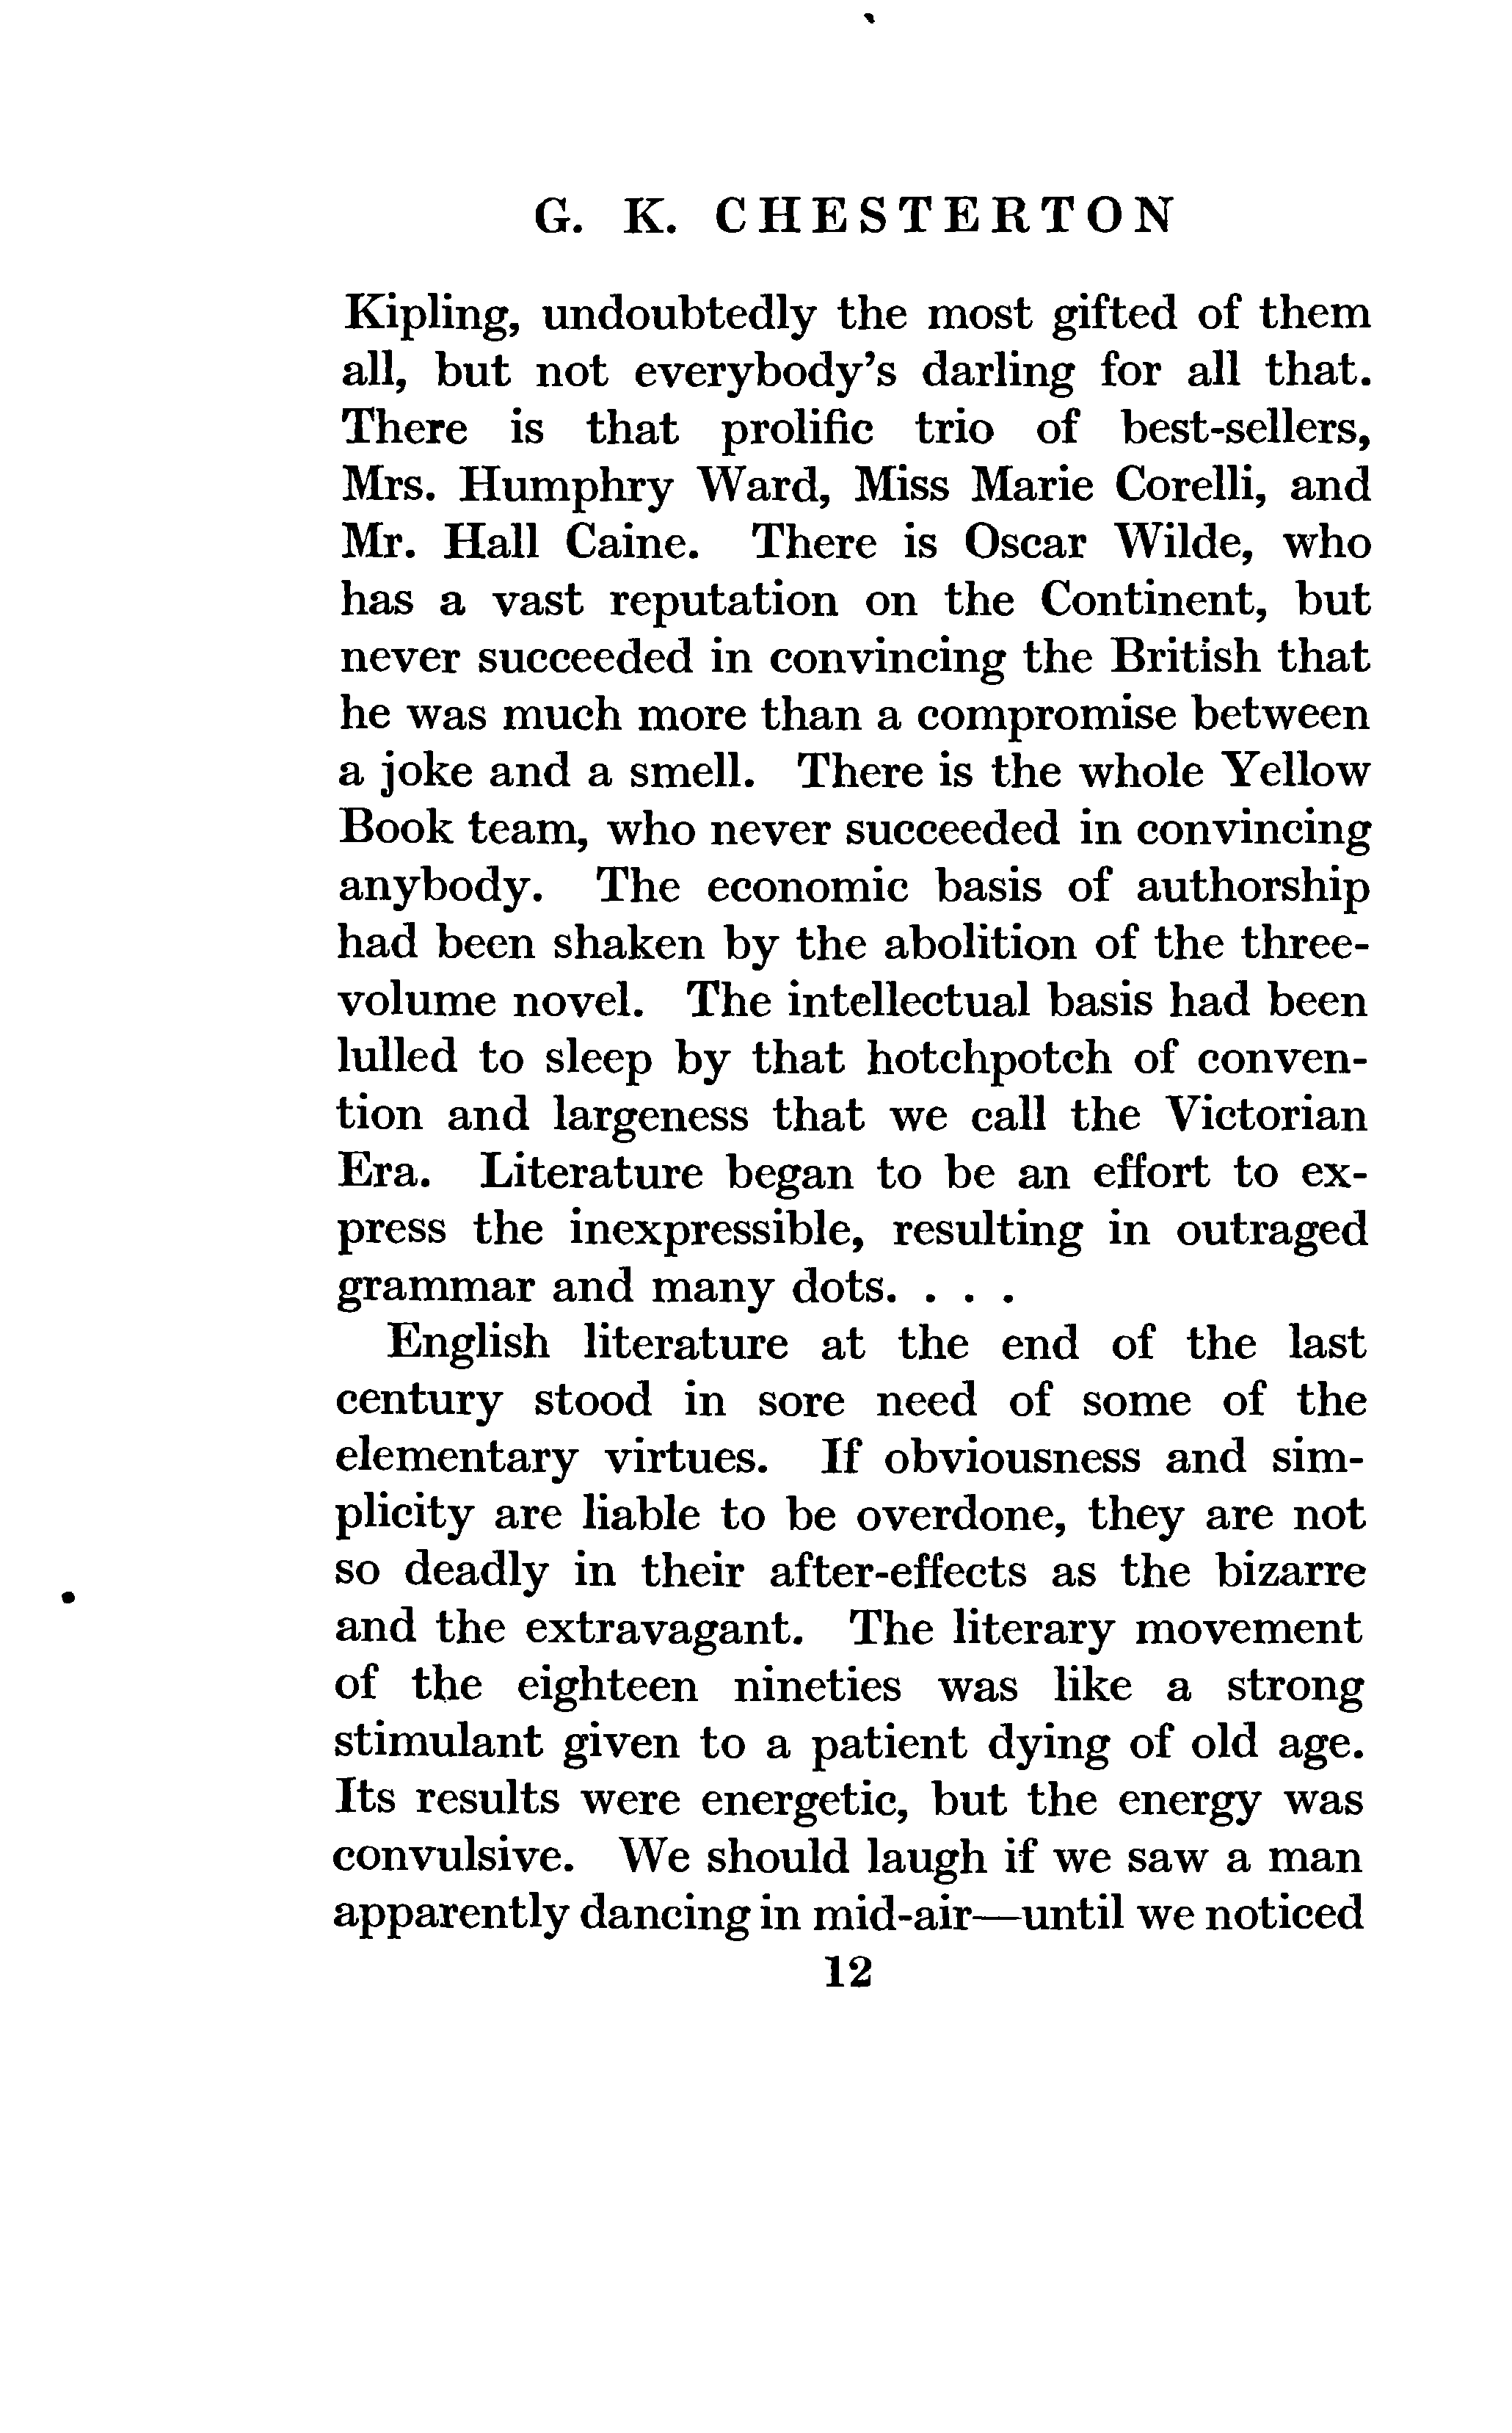 G. K. CHESTERTON
Kipling, undoubtedly the most gifted of them
all, but not everybody's darling for all that.
There is that prolific trio of best-sellers,
Mrs. Humphry Ward, Miss Marie Corelli, and
Mr. Hall Caine. There is Oscar Wilde, who
has a vast reputation on the Continent, but
never succeeded in convincing the British that
he was much more than a compromise between
a joke and a smell. There is the whole Yellow
Book team, who never succeeded in convincing
anybody. The economic basis of authorship
had been shaken by the abolition of the three-
volume novel. The intellectual basis had been
lulled to sleep by that hotchpotch of conven-
tion and largeness that we call the Victorian
Era. Literature began to be an effort to ex-
press the inexpressible, resulting in outraged
grammar and many dots. . . .
English literature at the end of the last
century stood in sore need of some of the
elementary virtues. If obviousness and sim-
plicity are liable to be overdone, they are not
so deadly in their after-effects as the bizarre
and the extravagant. The literary movement
of the eighteen nineties was like a strong
stimulant given to a patient dying of old age.
Its results were energetic, but the energy was
convulsive. We should laugh if we saw a man
apparently dancing in mid-air—until we noticed
12